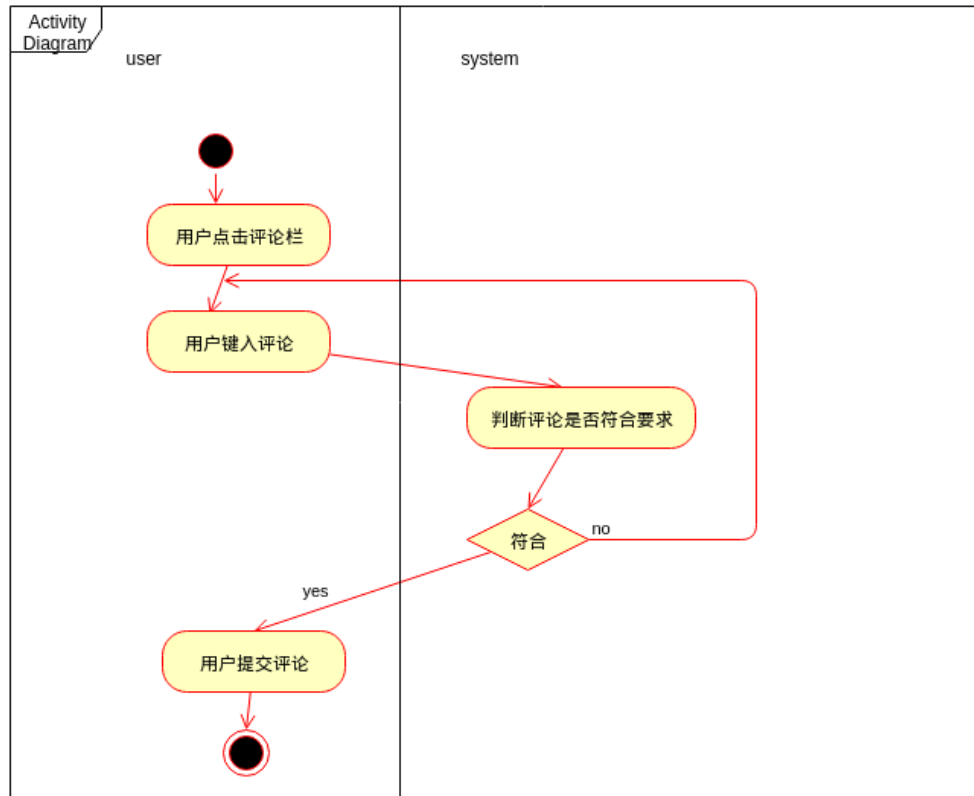 Activity
Diagram
user
system
用户点击评论栏
用户键入评论
判断评论是否符合要求
符合
no
yes
用户提交评论